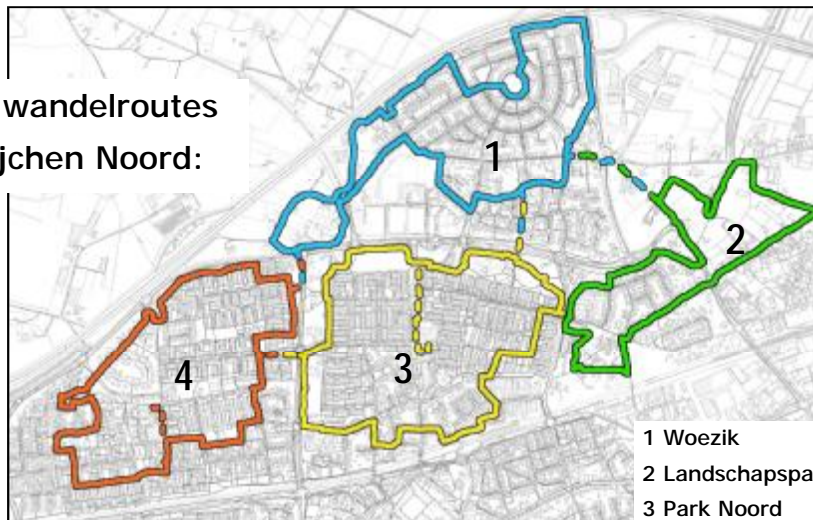 wandelroutes
jchen Noord:
1
2
3
4
1 Woezik
2 Landschapspa
3 Park Noord